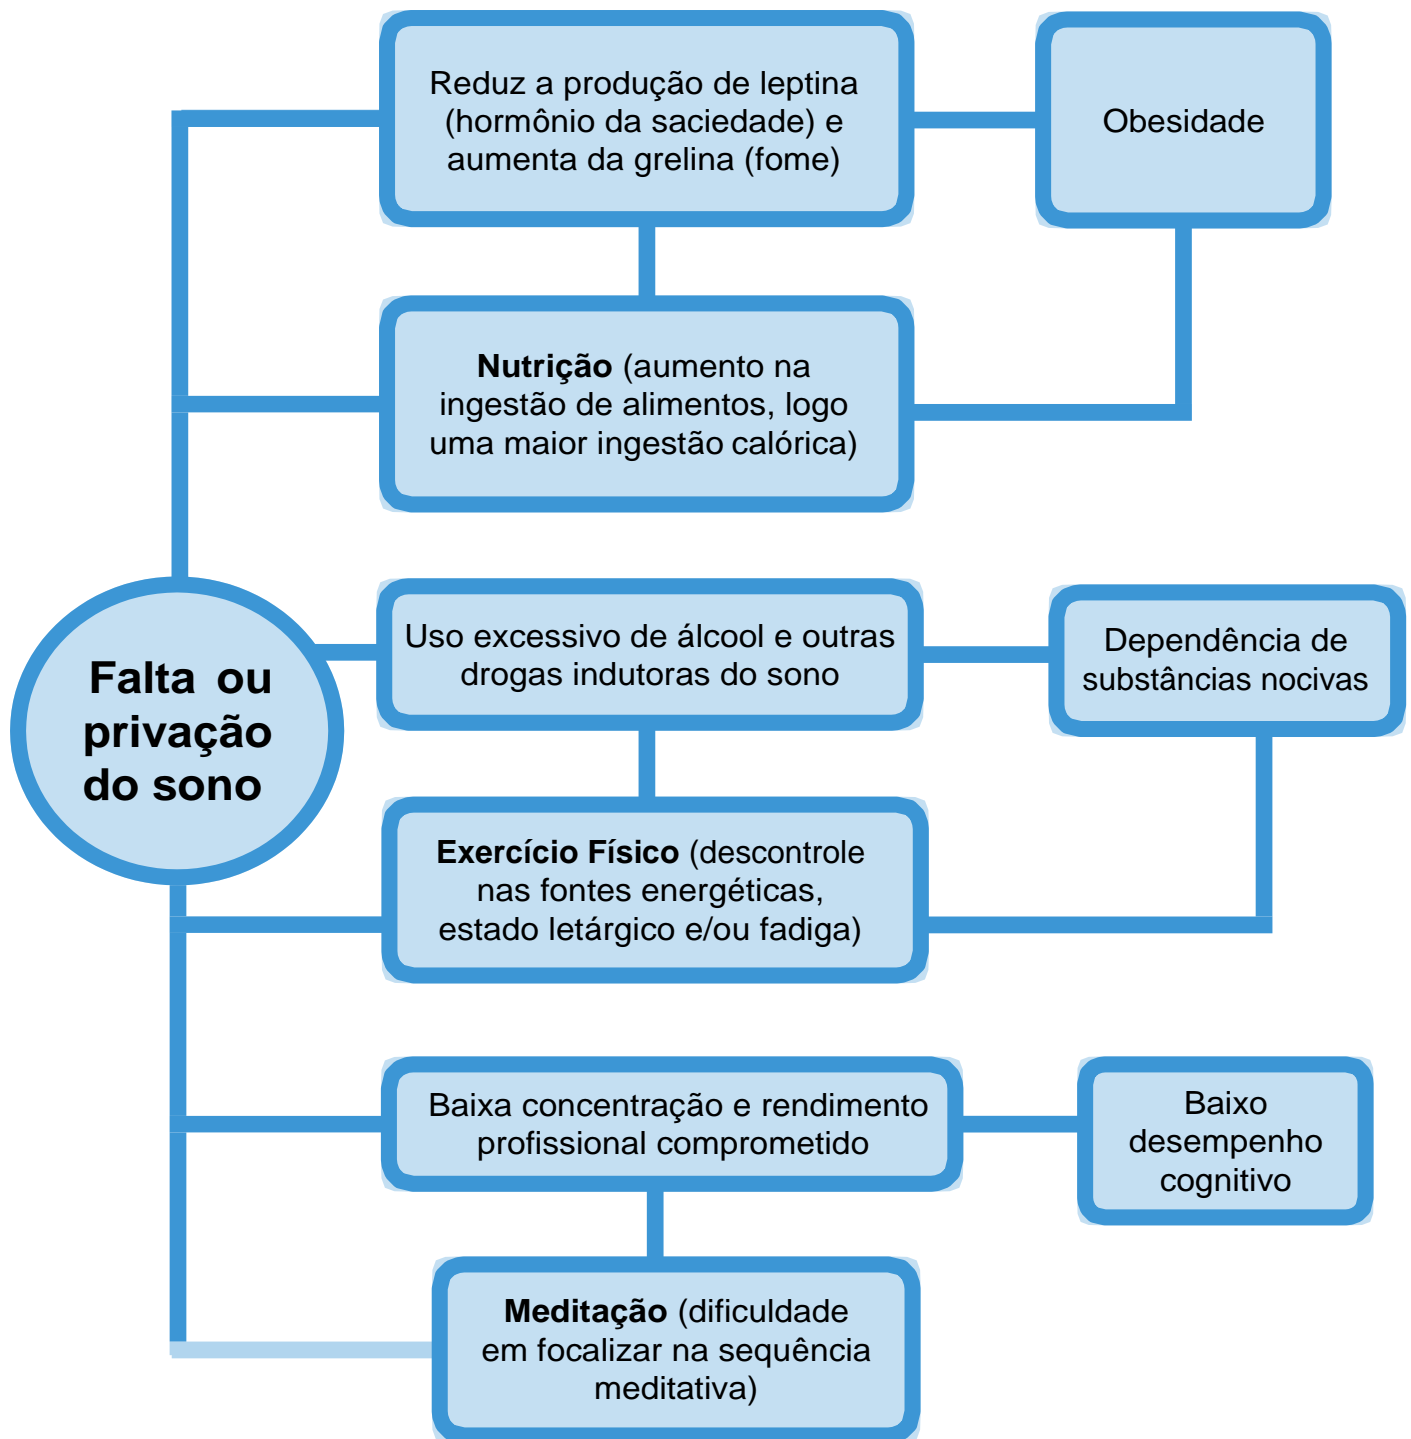 Reduz a produção de leptina
(hormônio da saciedade) e
aumenta da grelina (fome)
Obesidade
Nutrição (aumento na
ingestão de alimentos, logo
uma maior ingestão calórica)
Falta ou
privação
do sono
Uso excessivo de álcool e outras
drogas indutoras do sono
Dependência de
substâncias nocivas
Exercício Físico (descontrole
nas fontes energéticas,
estado letárgico e/ou fadiga)
Baixa concentração e rendimento
profissional comprometido
Baixo
desempenho
cognitivo
Meditação (dificuldade
em focalizar na sequência
meditativa)